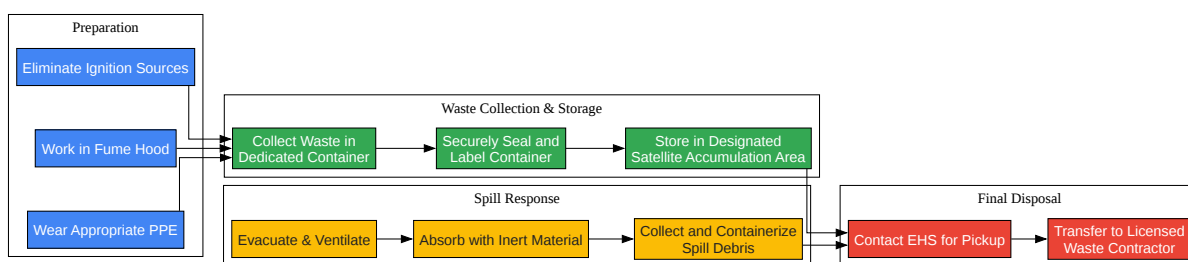 Preparation
Eliminate Ignition Sources
Work in Fume Hood
Wear Appropriate PPE
Waste Collection & Storage
Collect Waste in
Dedicated Container
Securely Seal and
Label Container
Store in Designated
Satellite Accumulation Area
Spill Response
Evacuate & Ventilate
Absorb with Inert Material
Collect and Containerize
Spill Debris
Final Disposal
Contact EHS for Pickup
Transfer to Licensed
Waste Contractor